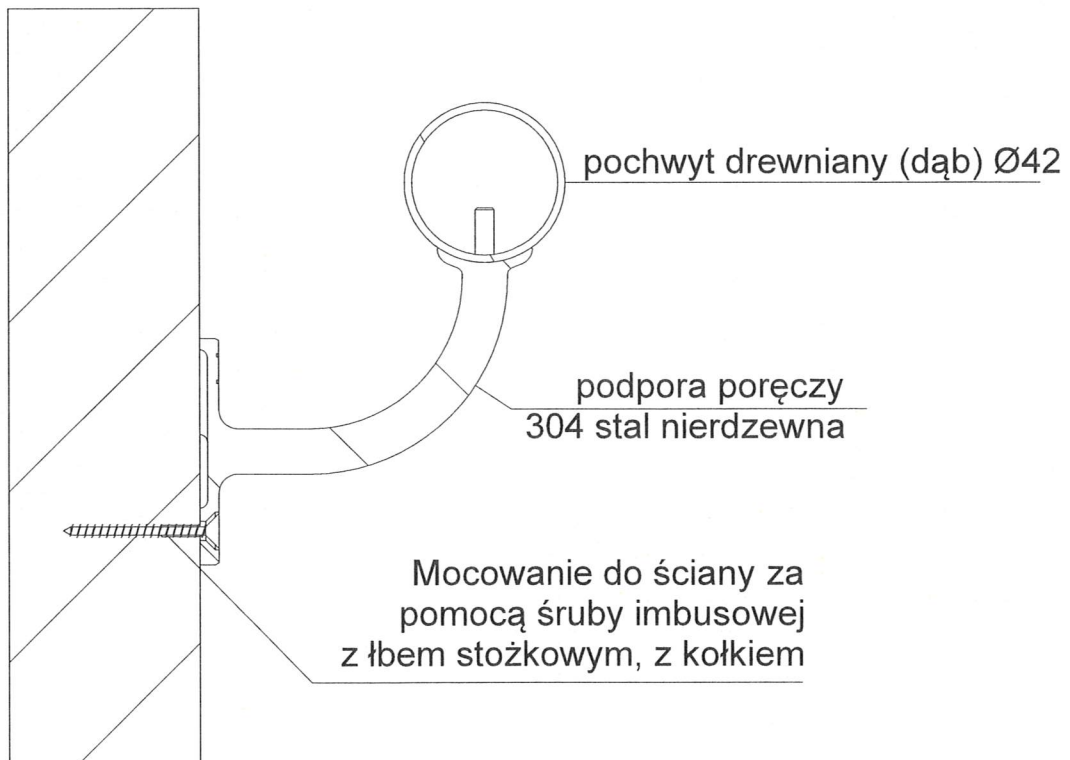 pochwyt drewniany (dąb) Ø42
podpora poręczy
304 stal nierdzewna
Mocowanie do ściany za
pomocą śruby imbusowej
z łbem stożkowym, z kołkiem